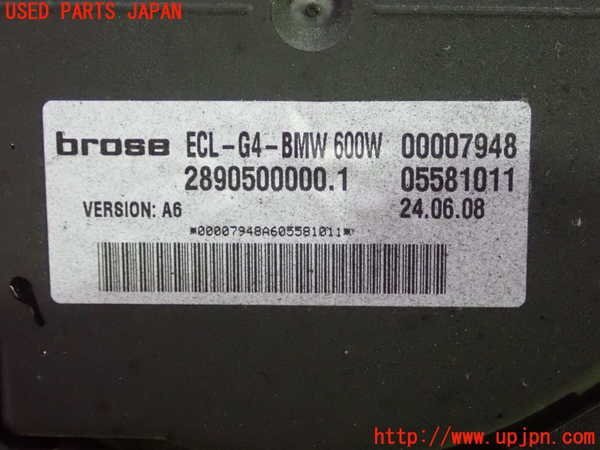 USED PARTS JAPAN
brose ECL-G4-BMW 600W 00007948
2890500000.1 05581011
VERSION: A6 24.06.08
*00007948A605581011*
http://www.upjpn.com/